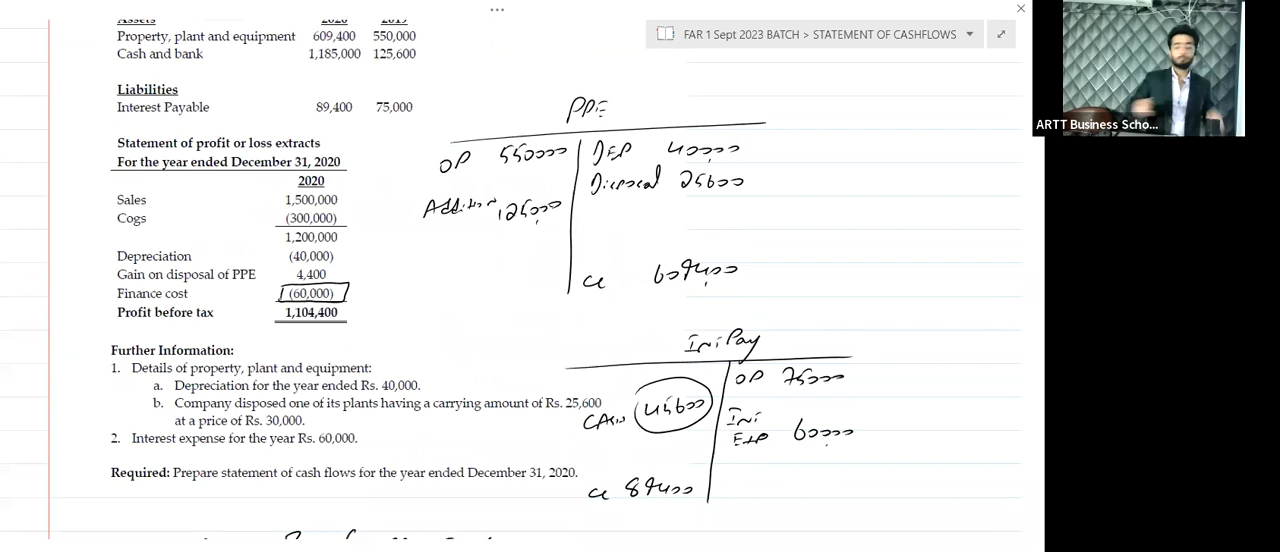 Assets 2020 2019
Property, plant and equipment 609,400 550,000
Cash and bank 1,185,000 125,600
Liabilities
Interest Payable 89,400 75,000
Statement of profit or loss extracts
For the year ended December 31, 2020
2020
Sales 1,500,000
Cogs (300,000)
1,200,000
Depreciation (40,000)
Gain on disposal of PPE 4,400
Finance cost (60,000)
Profit before tax 1,104,400
Further Information:
1. Details of property, plant and equipment:
a. Depreciation for the year ended Rs. 40,000.
b. Company disposed one of its plants having a carrying amount of Rs. 25,600
at a price of Rs. 30,000.
2. Interest expense for the year Rs. 60,000.
Required: Prepare statement of cash flows for the year ended December 31, 2020.
FAR 1 Sept 2023 BATCH > STATEMENT OF CASHFLOWS
PPE
OP 550000 DEP 40,000
Disposal 25600
Addition 125,000
609400
Int Pay
OP 75000
Cash 45600 Int
Exp 60000
89400
ARTT Business Scho...